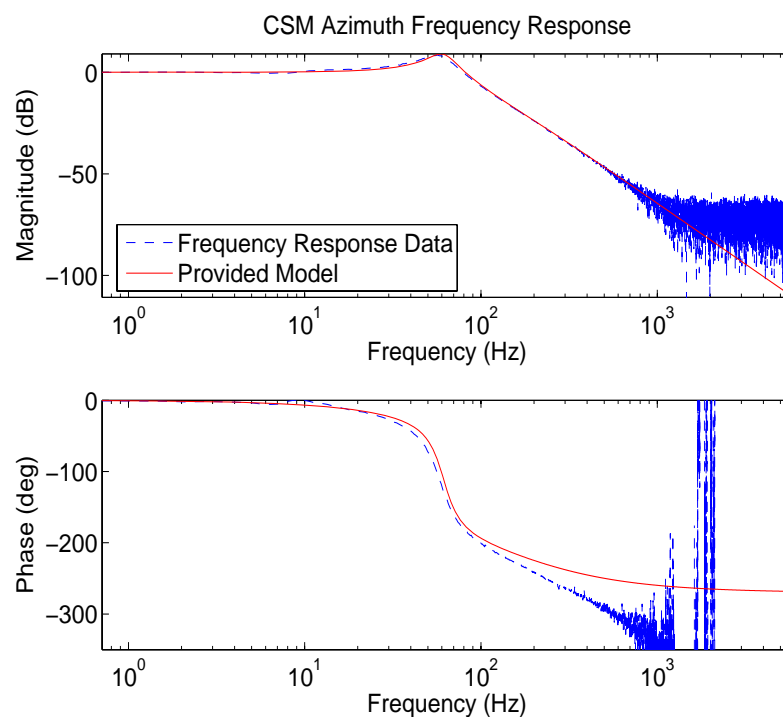 CSM Azimuth Frequency Response
Magnitude (dB)
0
−50
−100
Frequency Response Data
Provided Model
10^0
10^1
10^2
10^3
Frequency (Hz)
Phase (deg)
0
−100
−200
−300
10^0
10^1
10^2
10^3
Frequency (Hz)